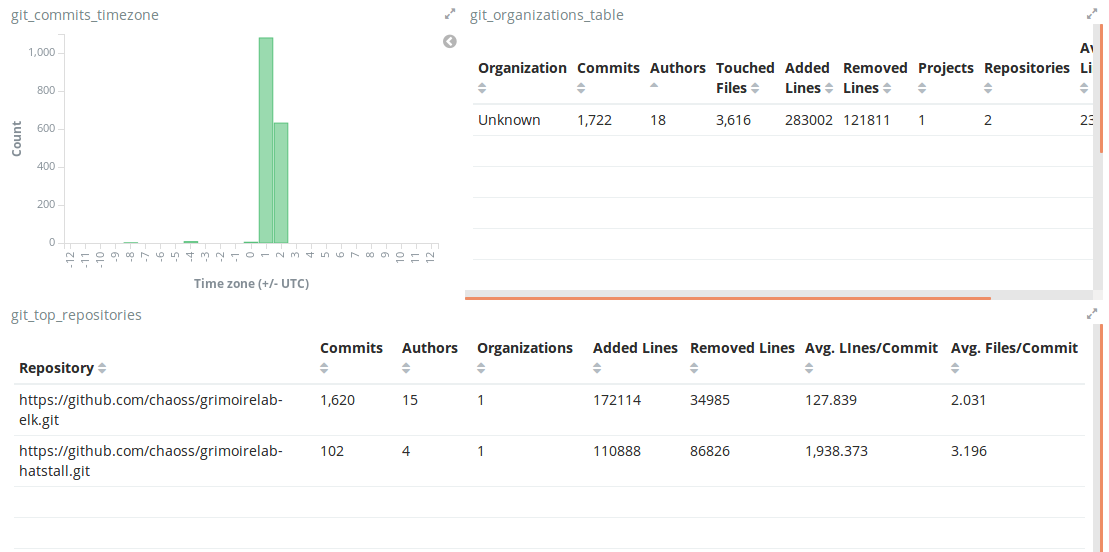 git_commits_timezone
1,000
800
600
400
200
0
Count
-12 -11 -10 -9 -8 -7 -6 -5 -4 -3 -2 -1 0 1 2 3 4 5 6 7 8 9 10 11 12
Time zone (+/- UTC)
git_organizations_table
Organization Commits Authors Touched Files Added Lines Removed Lines Projects Repositories
Unknown 1,722 18 3,616 283002 121811 1 2
git_top_repositories
Repository Commits Authors Organizations Added Lines Removed Lines Avg. LInes/Commit Avg. Files/Commit
https://github.com/chaoss/grimoirelab- 1,620 15 1 172114 34985 127.839 2.031
elk.git
https://github.com/chaoss/grimoirelab- 102 4 1 110888 86826 1,938.373 3.196
hatstall.git